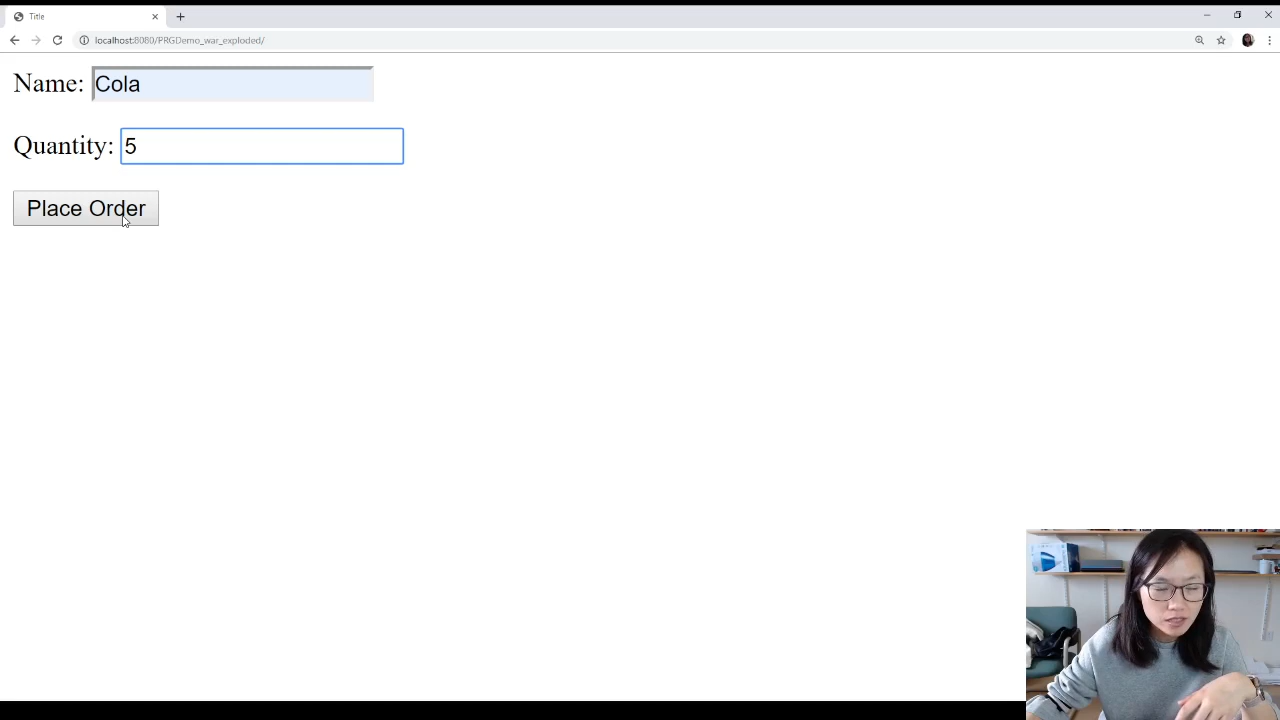 Title
localhost:8080/PRGDemo_war_exploded/
Name: Cola
Quantity: 5
Place Order